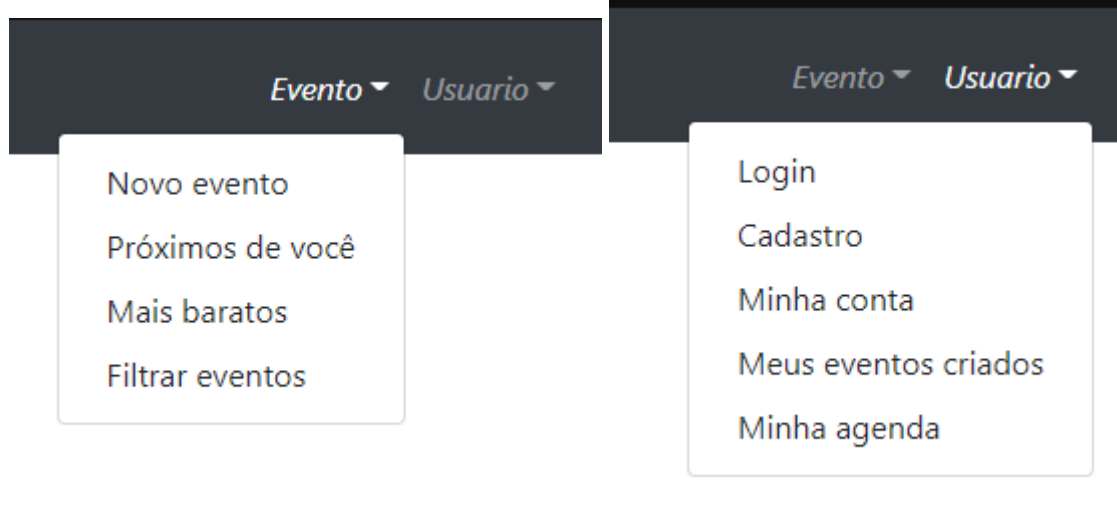 Evento Usuario
Novo evento
Próximos de você
Mais baratos
Filtrar eventos
Evento Usuario
Login
Cadastro
Minha conta
Meus eventos criados
Minha agenda